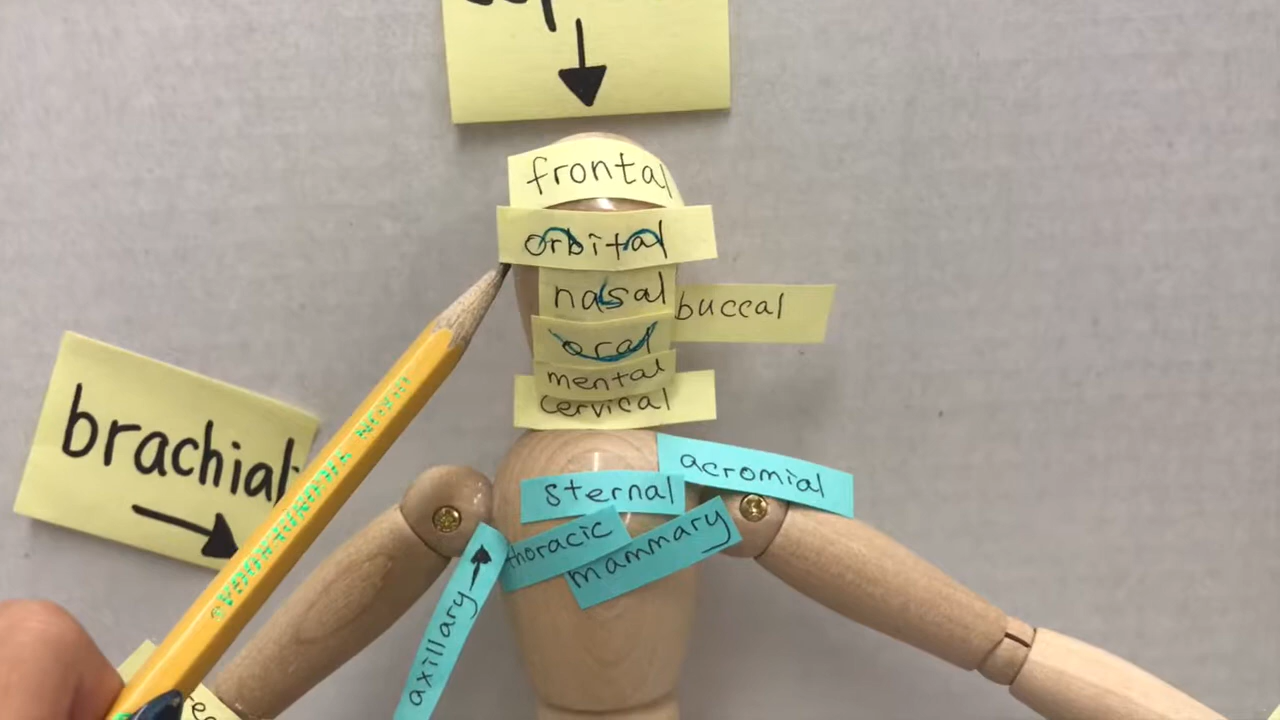 frontal
orbital
nasal
buccal
oral
mental
cervical
brachial
acromial
sternal
thoracic
mammary
axillary